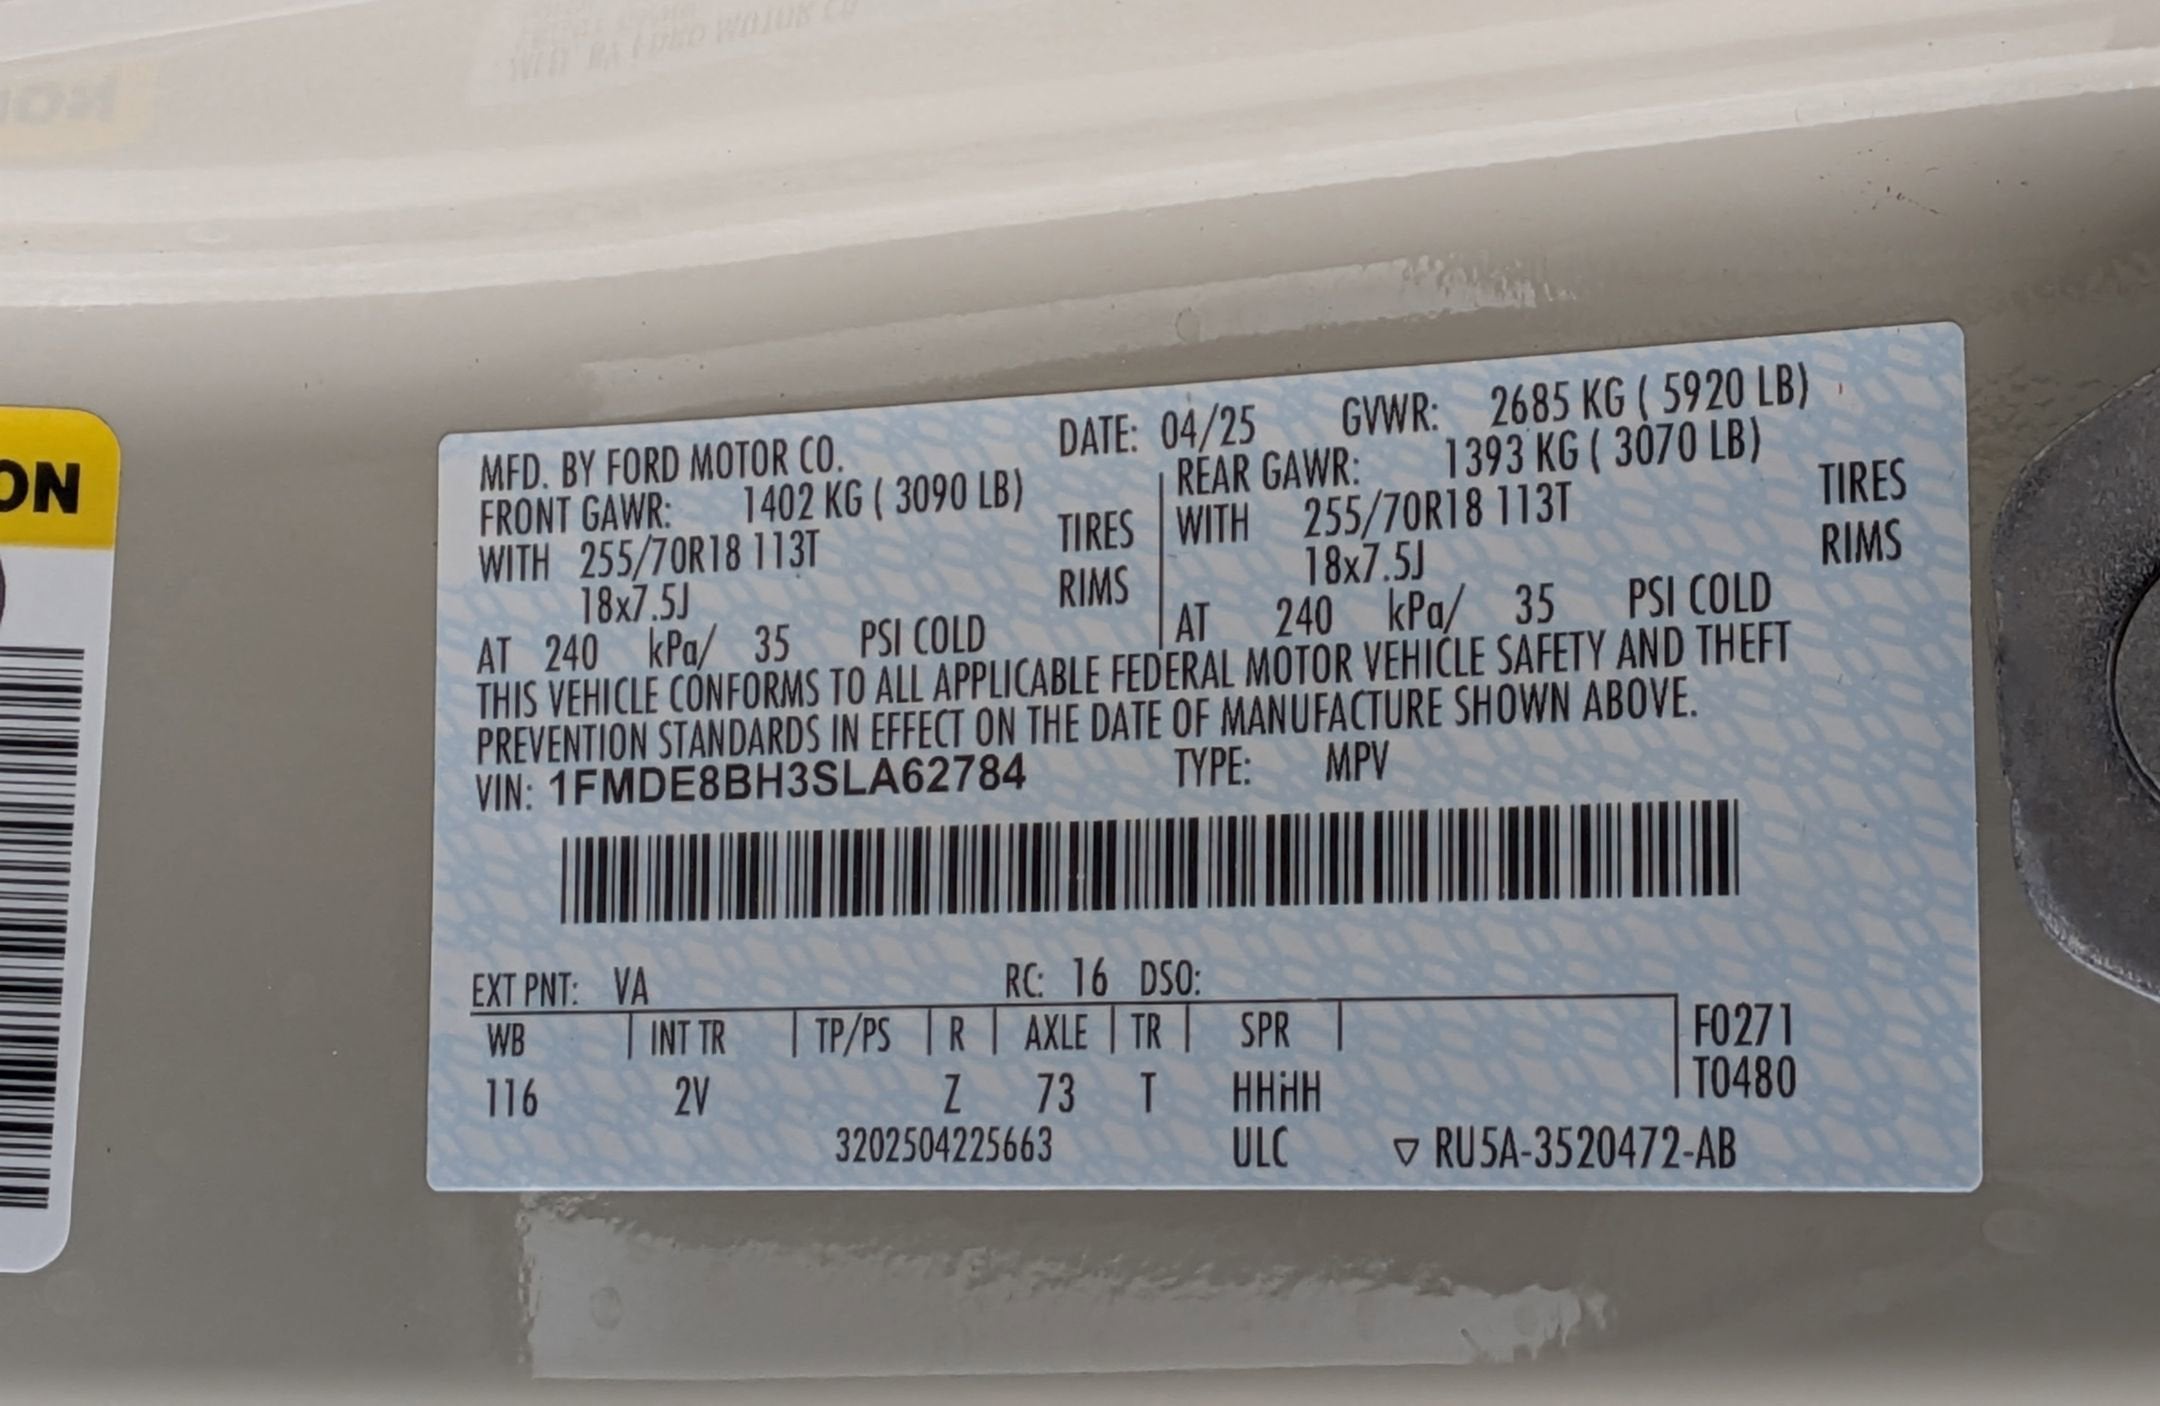 ON
MFD. BY FORD MOTOR CO. DATE: 04/25 GVWR: 2685 KG ( 5920 LB)
FRONT GAWR: 1402 KG ( 3090 LB) REAR GAWR: 1393 KG ( 3070 LB)
WITH 255/70R18 113T TIRES WITH 255/70R18 113T TIRES
18x7.5J RIMS 18x7.5J RIMS
AT 240 kPa/ 35 PSI COLD AT 240 kPa/ 35 PSI COLD
THIS VEHICLE CONFORMS TO ALL APPLICABLE FEDERAL MOTOR VEHICLE SAFETY AND THEFT
PREVENTION STANDARDS IN EFFECT ON THE DATE OF MANUFACTURE SHOWN ABOVE.
VIN: 1FMDE8BH3SLA62784 TYPE: MPV
EXT PNT: VA RC: 16 DSO:
WB INT TR TP/PS R AXLE TR SPR F0271
116 2V Z 73 T HHHH T0480
3202504225663 ULC ▽ RU5A-3520472-AB